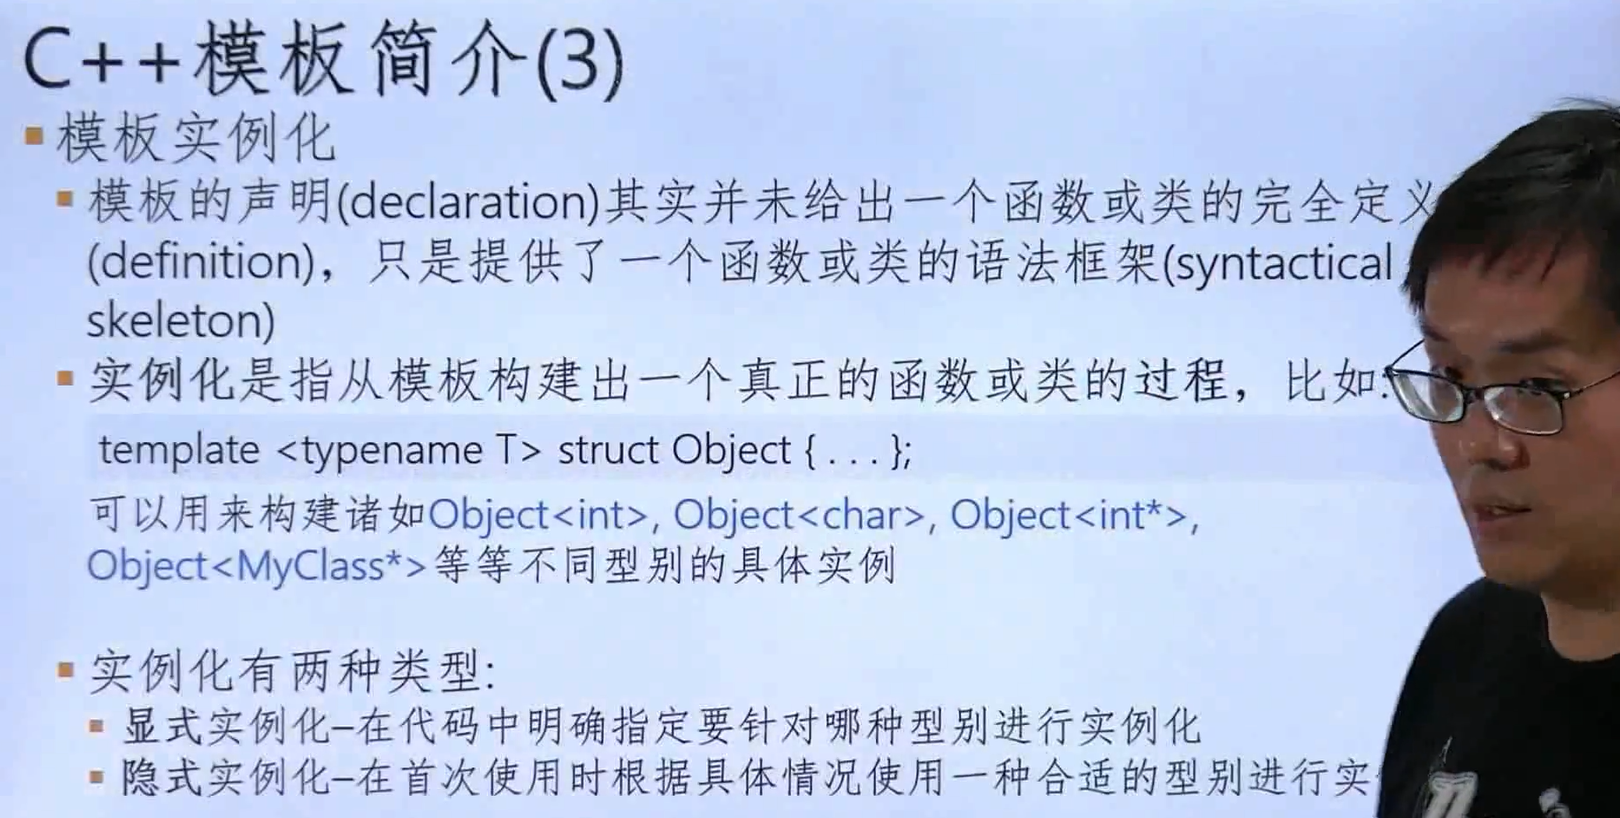 C++模板简介(3)
模板实例化
模板的声明(declaration)其实并未给出一个函数或类的完全定义
(definition)，只是提供了一个函数或类的语法框架(syntactical
skeleton)
实例化是指从模板构建出一个真正的函数或类的过程，比如:
template <typename T> struct Object { . . . };
可以用来构建诸如Object<int>, Object<char>, Object<int*>,
Object<MyClass*>等等不同型别的具体实例
实例化有两种类型:
显式实例化–在代码中明确指定要针对哪种型别进行实例化
隐式实例化–在首次使用时根据具体情况使用一种合适的型别进行实